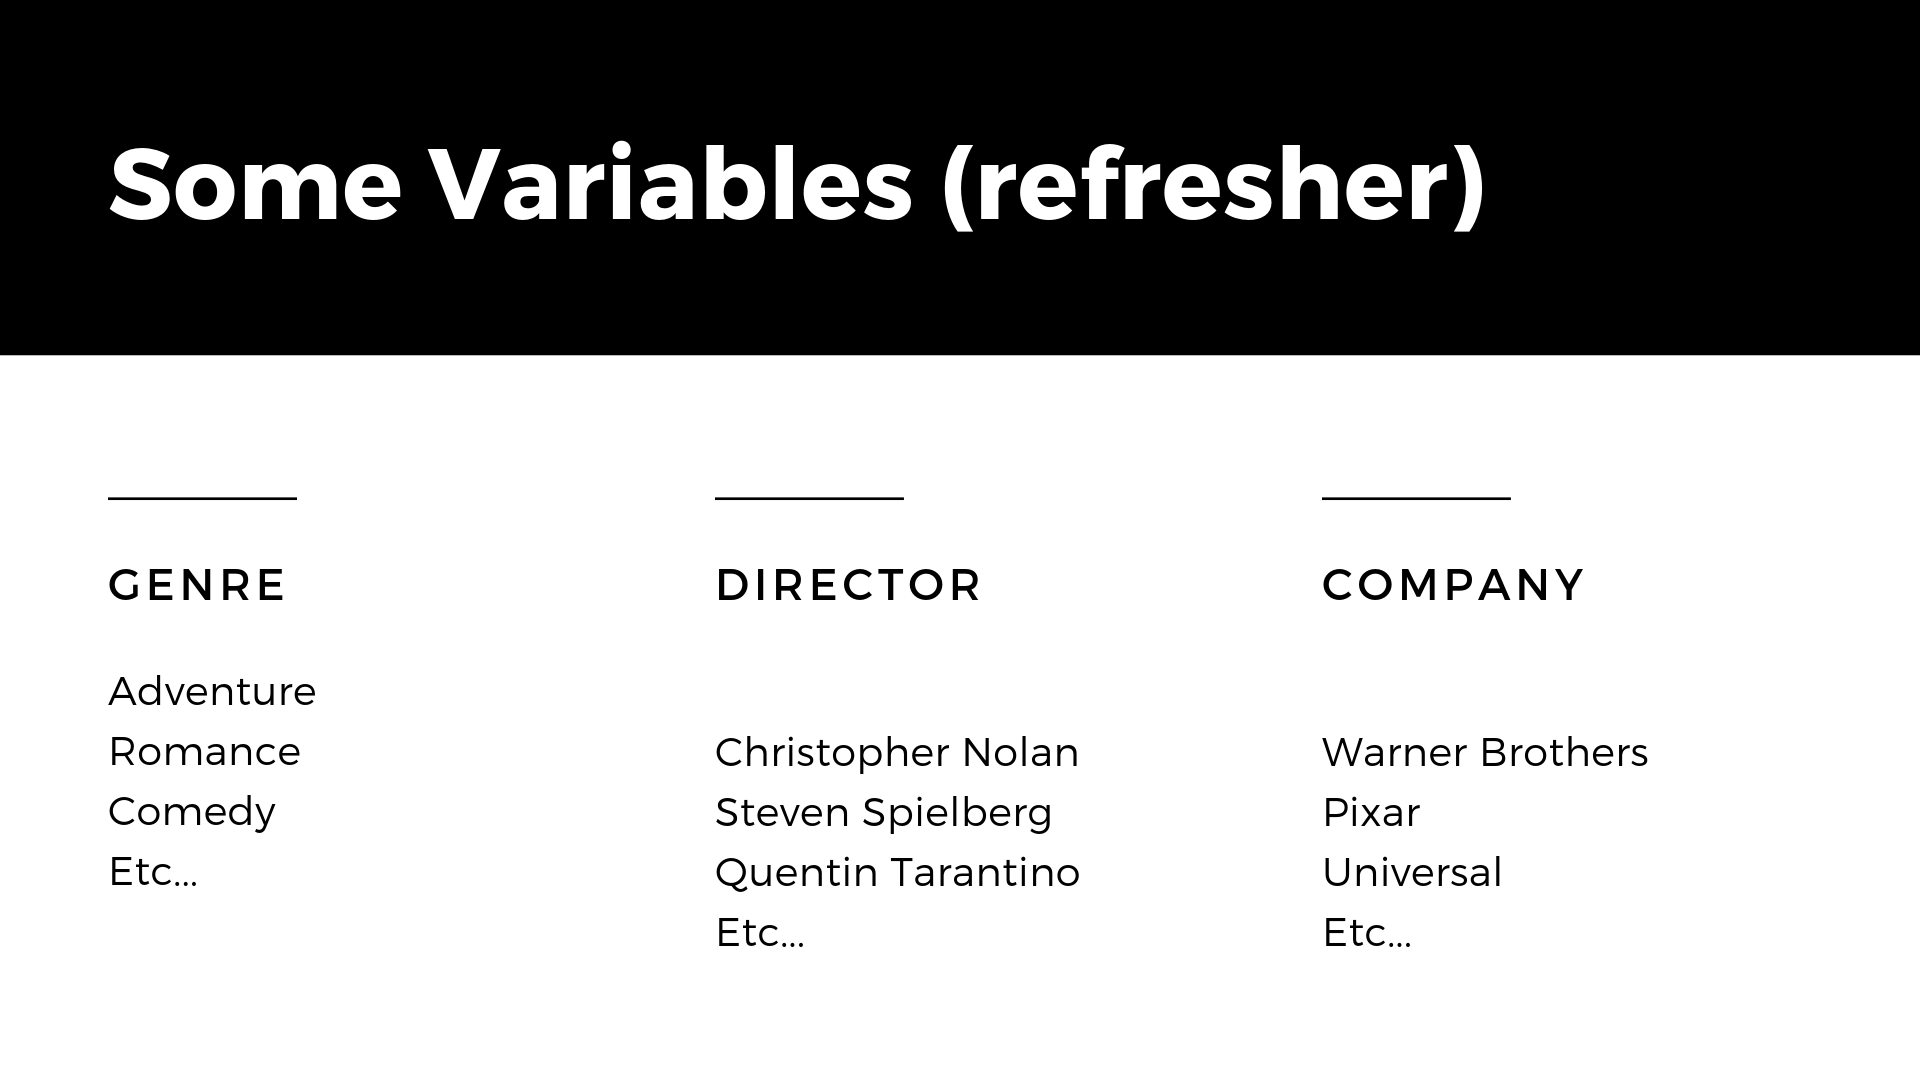 Some Variables (refresher)
GENRE
Adventure
Romance
Comedy
Etc...
DIRECTOR
Christopher Nolan
Steven Spielberg
Quentin Tarantino
Etc...
COMPANY
Warner Brothers
Pixar
Universal
Etc...